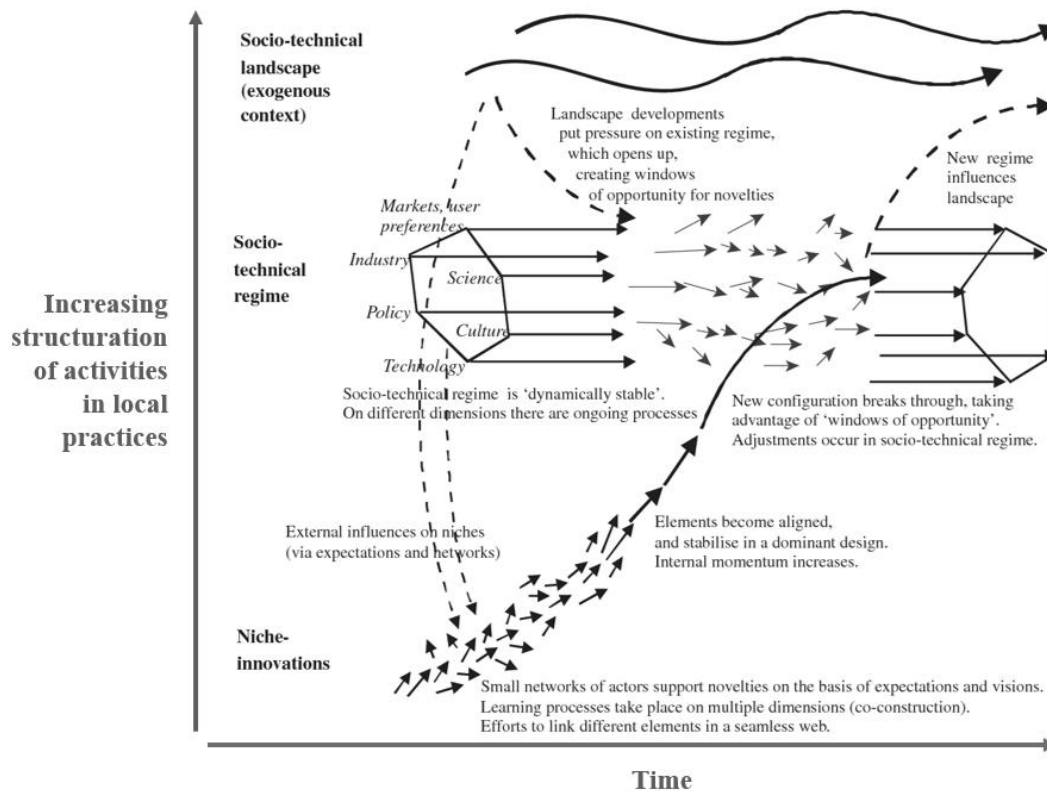 Socio-technical
landscape
(exogenous
context)
Landscape developments
put pressure on existing regime,
which opens up,
creating windows
of opportunity for novelties
New regime
influences
landscape
Markets, user
preferences
Socio-
technical
regime
Industry
Science
Policy
Culture
Technology
Increasing
structuration
of activities
in local
practices
Socio-technical regime is ‘dynamically stable’.
On different dimensions there are ongoing processes
New configuration breaks through, taking
advantage of ‘windows of opportunity’.
Adjustments occur in socio-technical regime.
External influences on niches
(via expectations and networks)
Elements become aligned,
and stabilise in a dominant design.
Internal momentum increases.
Niche-
innovations
Small networks of actors support novelties on the basis of expectations and visions.
Learning processes take place on multiple dimensions (co-construction).
Efforts to link different elements in a seamless web.
Time